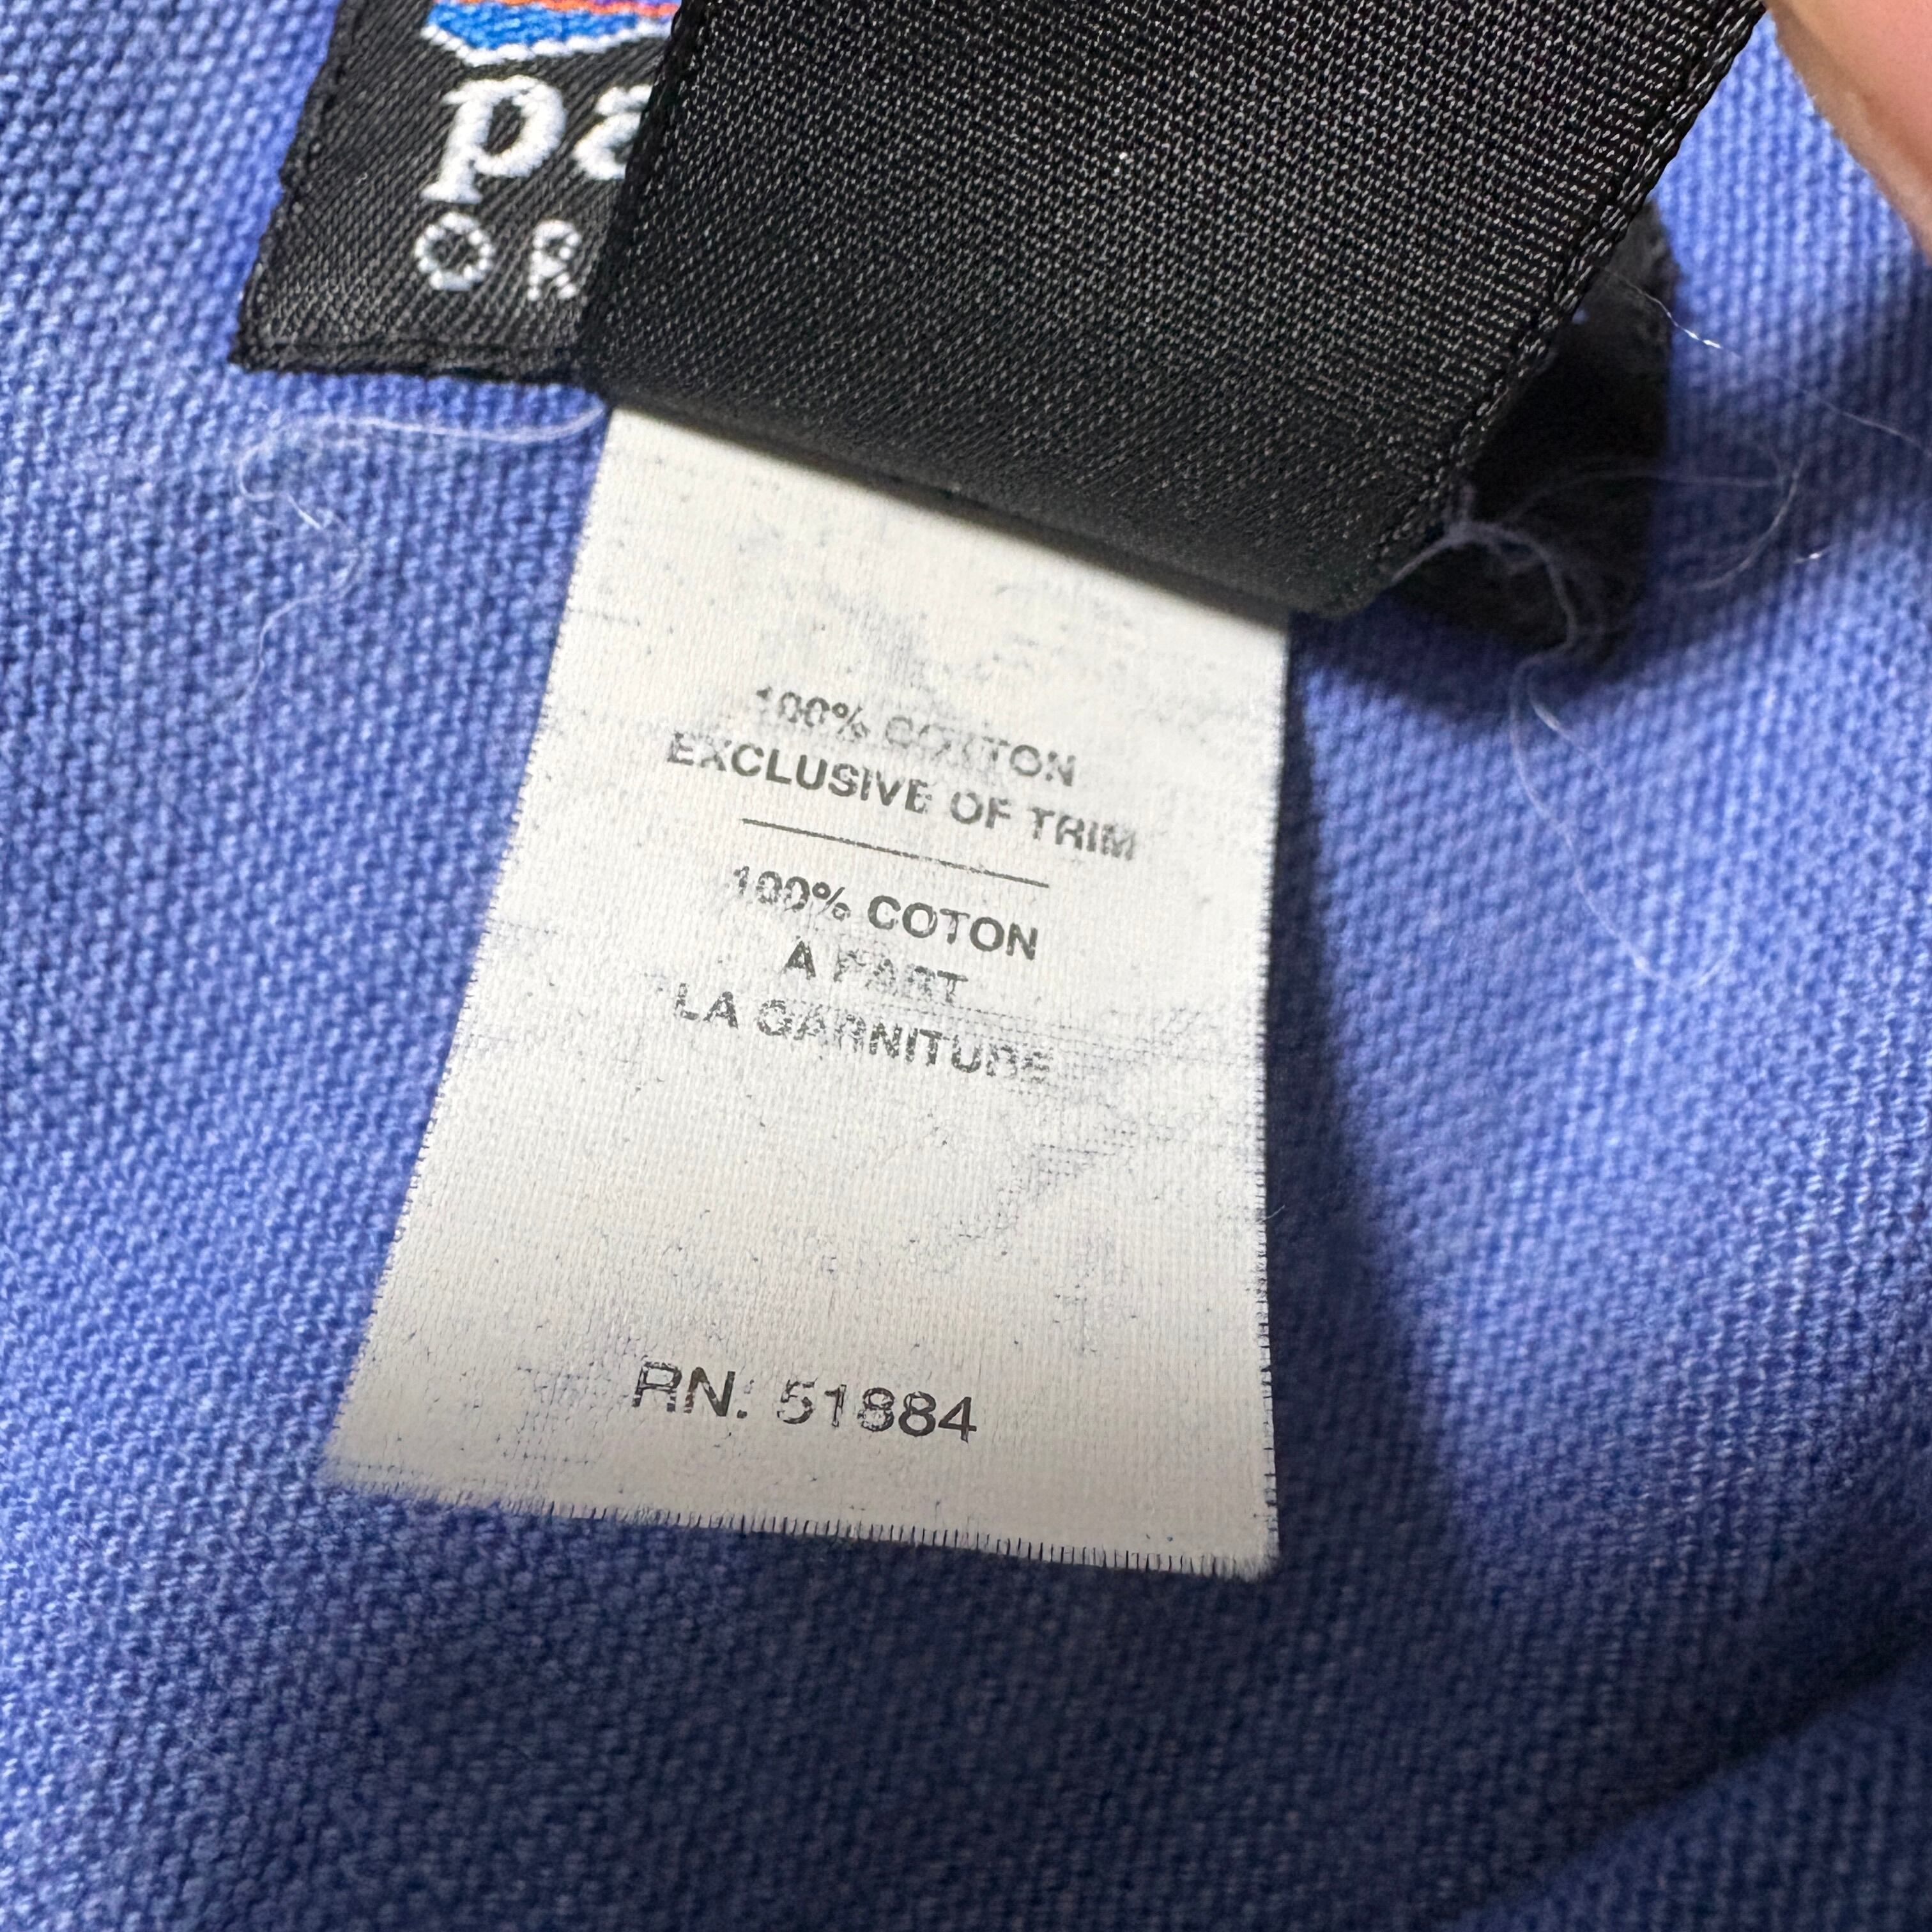 pa
OR
100% COTTON
EXCLUSIVE OF TRIM
100% COTON
A PART
LA GARNITURE
RN: 51884